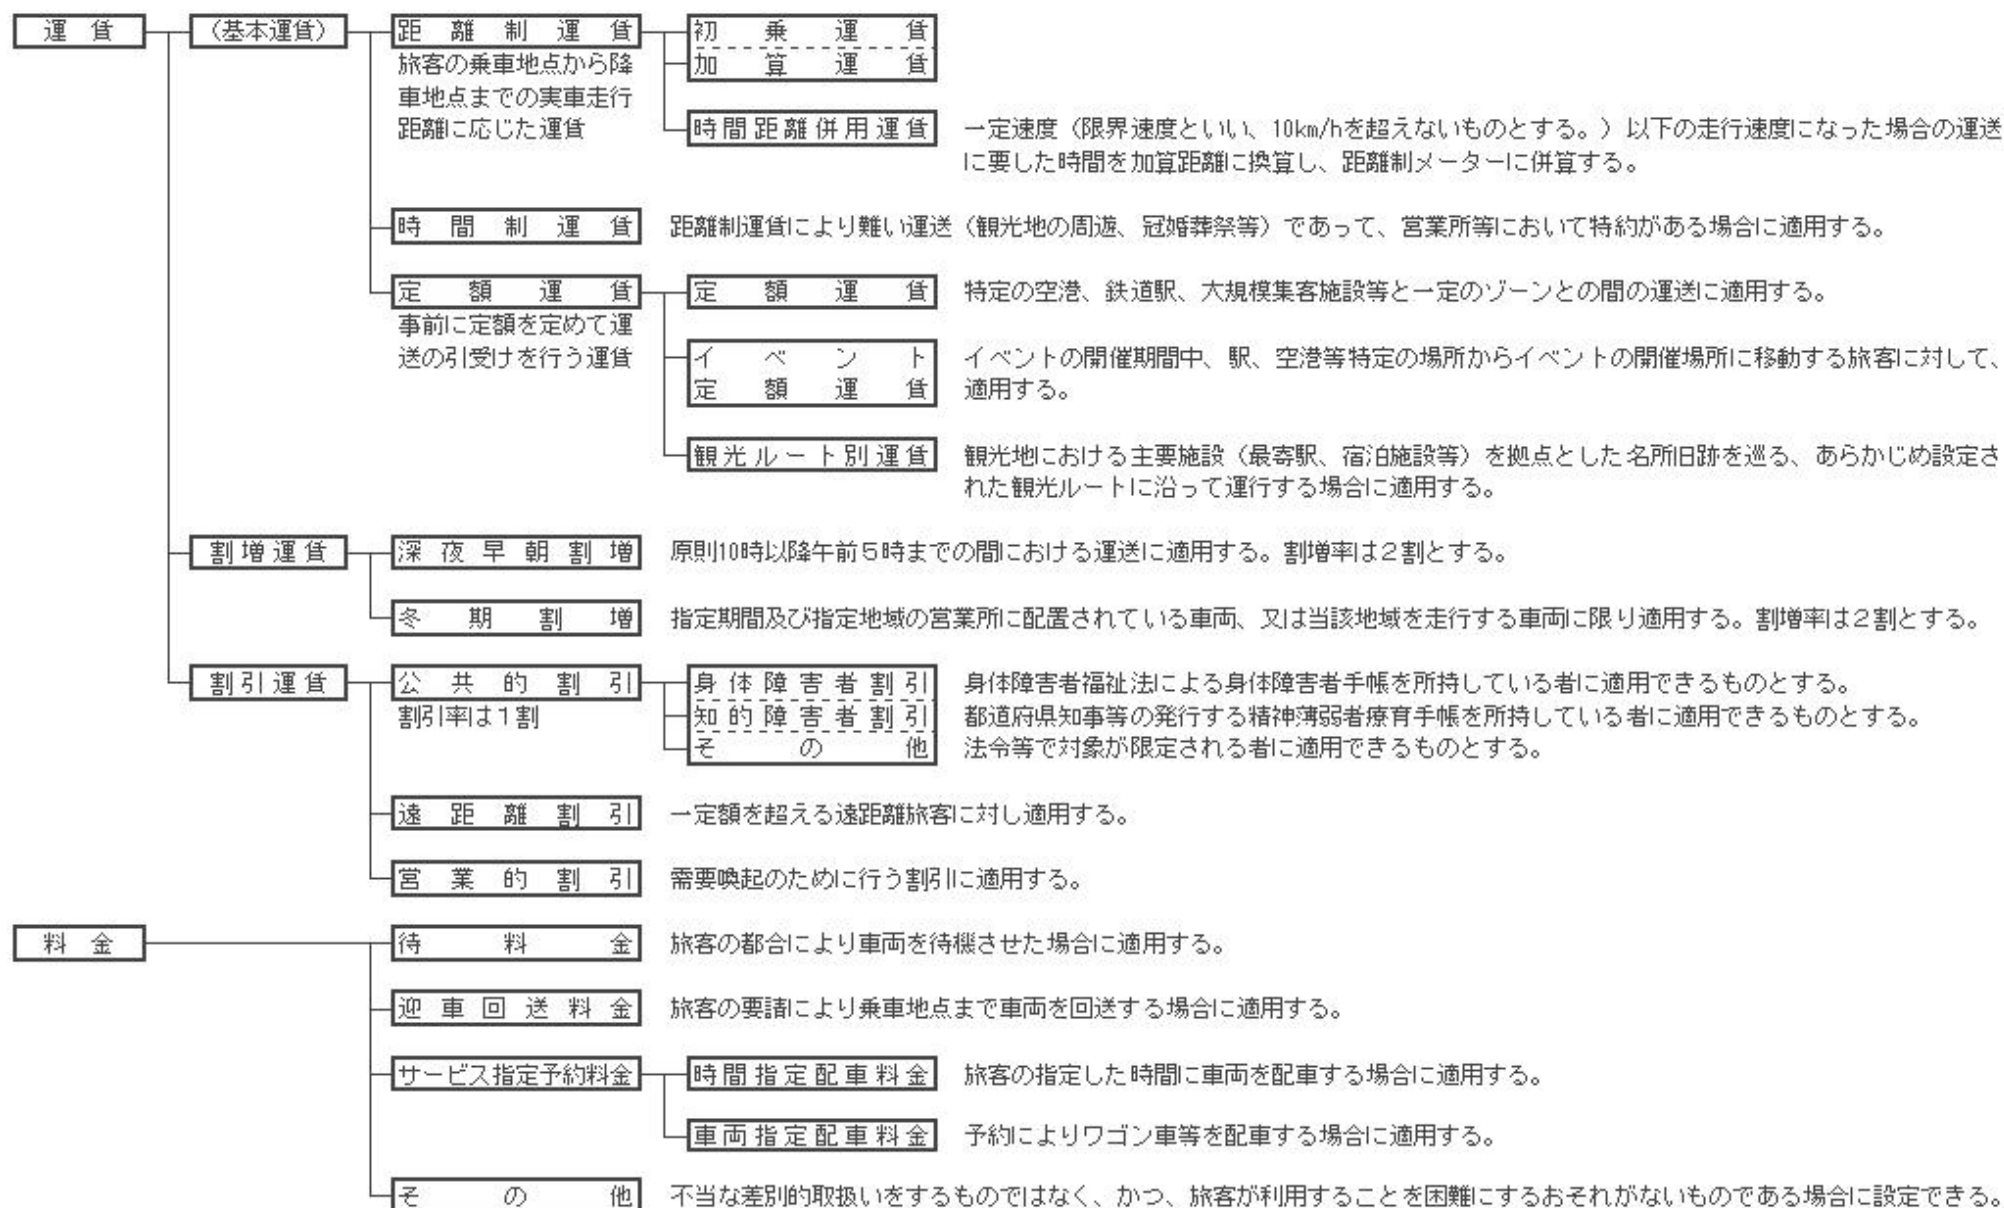 運賃
(基本運賃)
距離制運賃
旅客の乗車地点から降
車地点までの実車走行
距離に応じた運賃
初乗運賃
加算運賃
時間距離併用運賃
一定速度(限界速度といい、10km/hを超えないものとする。)以下の走行速度になった場合の運送
に要した時間を加算距離に換算し、距離制メーターに併算する。
時間制運賃
距離制運賃により難い運送(観光地の周遊、冠婚葬祭等)であって、営業所等において特約がある場合に適用する。
定額運賃
事前に定額を定めて運
送の引受けを行う運賃
定額運賃
特定の空港、鉄道駅、大規模集客施設等と一定のゾーンとの間の運送に適用する。
イベント
定額運賃
イベントの開催期間中、駅、空港等特定の場所からイベントの開催場所に移動する旅客に対して、
適用する。
観光ルート別運賃
観光地における主要施設(最寄駅、宿泊施設等)を拠点とした名所旧跡を巡る、あらかじめ設定さ
れた観光ルートに沿って運行する場合に適用する。
割増運賃
深夜早朝割増
原則10時以降午前5時までの間における運送に適用する。割増率は2割とする。
冬期割増
指定期間及び指定地域の営業所に配置されている車両、又は当該地域を走行する車両に限り適用する。割増率は2割とする。
割引運賃
公共的割引
割引率は1割
身体障害者割引
身体障害者福祉法による身体障害者手帳を所持している者に適用できるものとする。
知的障害者割引
都道府県知事等の発行する精神薄弱者療育手帳を所持している者に適用できるものとする。
その他
法令等で対象が限定される者に適用できるものとする。
遠距離割引
一定額を超える遠距離旅客に対し適用する。
営業的割引
需要喚起のために行う割引に適用する。
料金
待料金
旅客の都合により車両を待機させた場合に適用する。
迎車回送料金
旅客の要請により乗車地点まで車両を回送する場合に適用する。
サービス指定予約料金
時間指定配車料金
旅客の指定した時間に車両を配車する場合に適用する。
車両指定配車料金
予約によりワゴン車等を配車する場合に適用する。
その他
不当な差別的取扱いをするものではなく、かつ、旅客が利用することを困難にするおそれがないものである場合に設定できる。